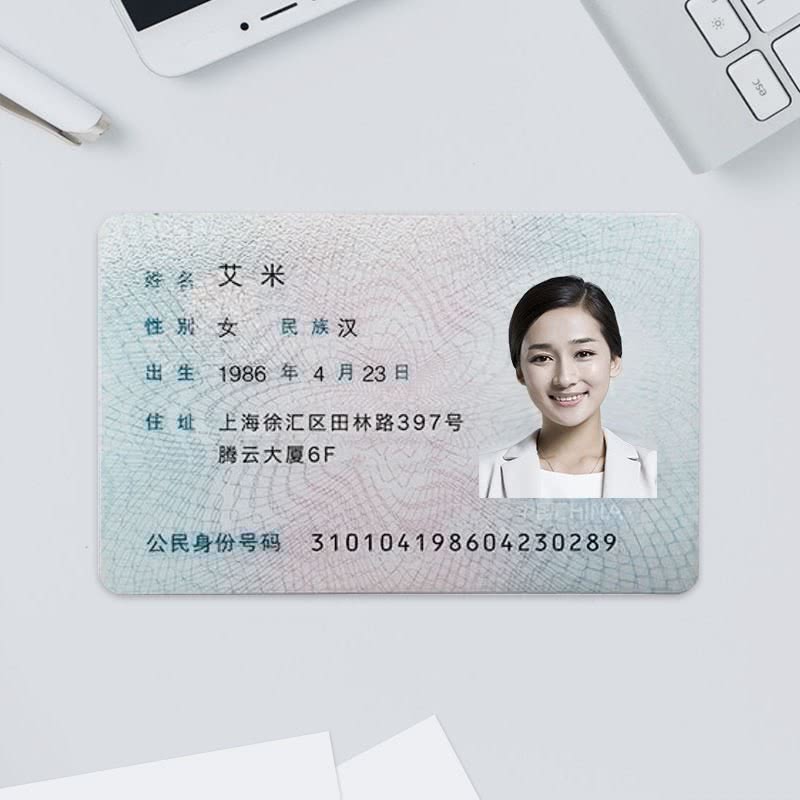 esc
姓名 艾米
性别 女 民族 汉
出生 1986 年 4 月 23 日
住址 上海徐汇区田林路397号
腾云大厦6F
CHINA
公民身份号码 310104198604230289